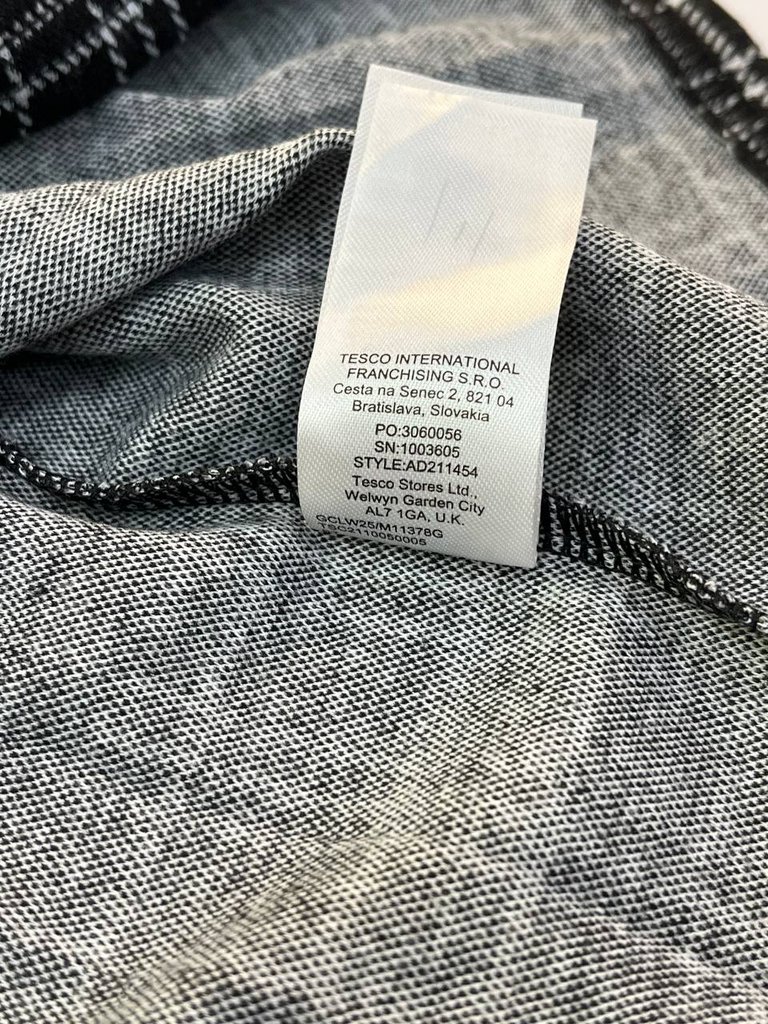 TESCO INTERNATIONAL
FRANCHISING S.R.O.
Cesta na Senec 2, 821 04
Bratislava, Slovakia
PO:3060056
SN:1003605
STYLE:AD211454
Tesco Stores Ltd.,
Welwyn Garden City
AL7 1GA, U.K.
GCLW25/M11378G
TSC2110050005